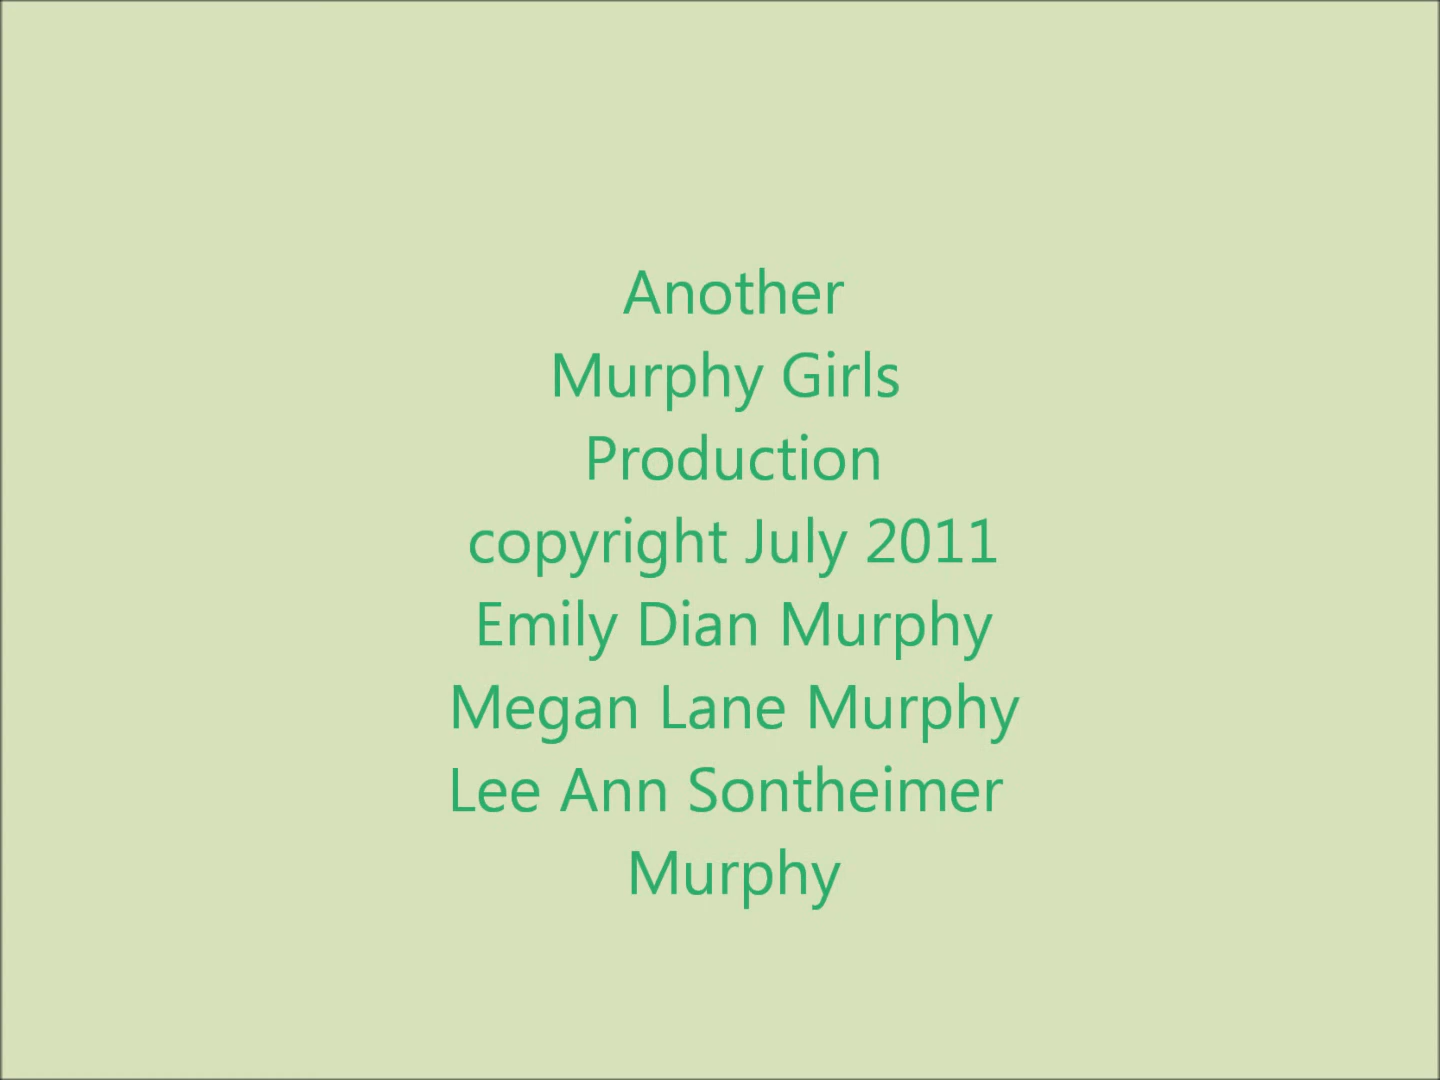 Another
Murphy Girls
Production
copyright July 2011
Emily Dian Murphy
Megan Lane Murphy
Lee Ann Sontheimer
Murphy